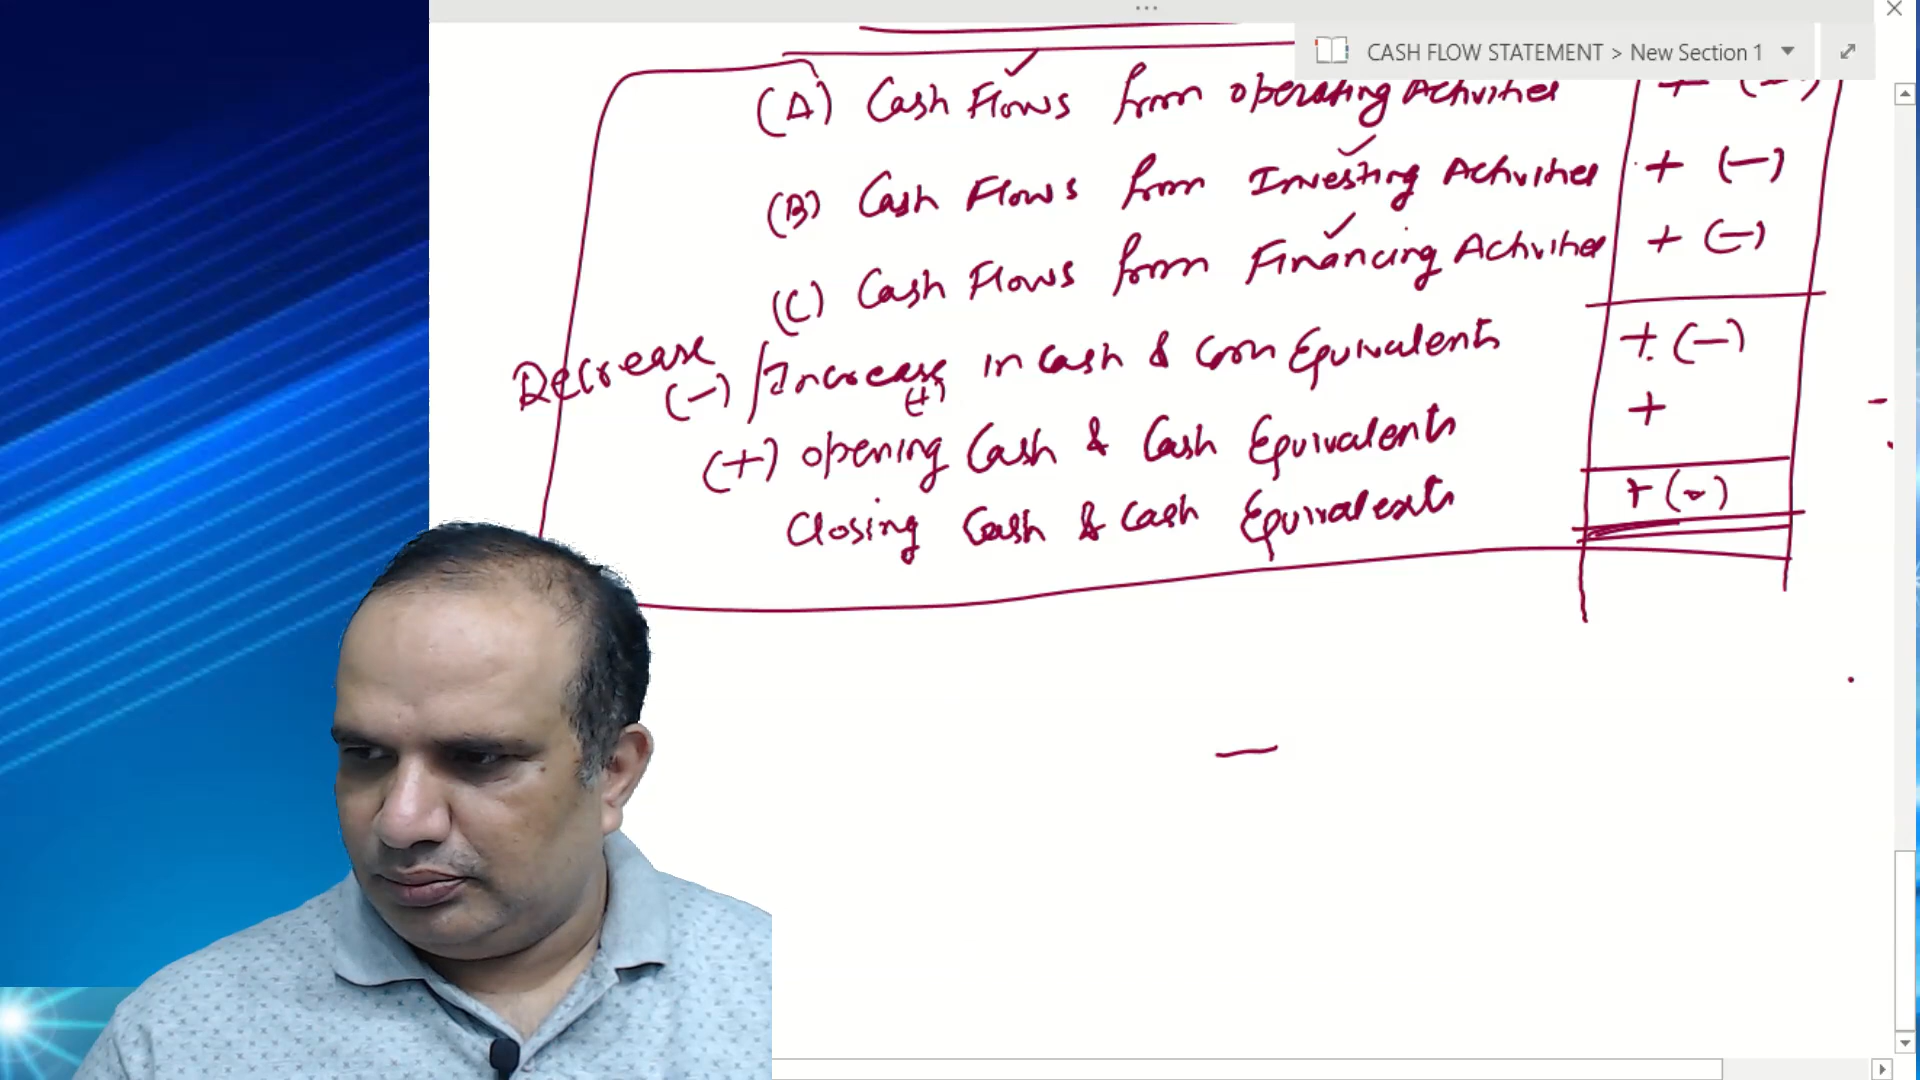 CASH FLOW STATEMENT > New Section 1
(A) Cash Flows from operating Activities + (-)
(B) Cash Flows from Investing Activities + (-)
(C) Cash Flows from Financing Activities + (-)
Decrease (-) / Increase (+) in Cash & Cash Equivalents + (-)
(+) opening Cash & Cash Equivalents +
Closing Cash & Cash Equivalents + (-)